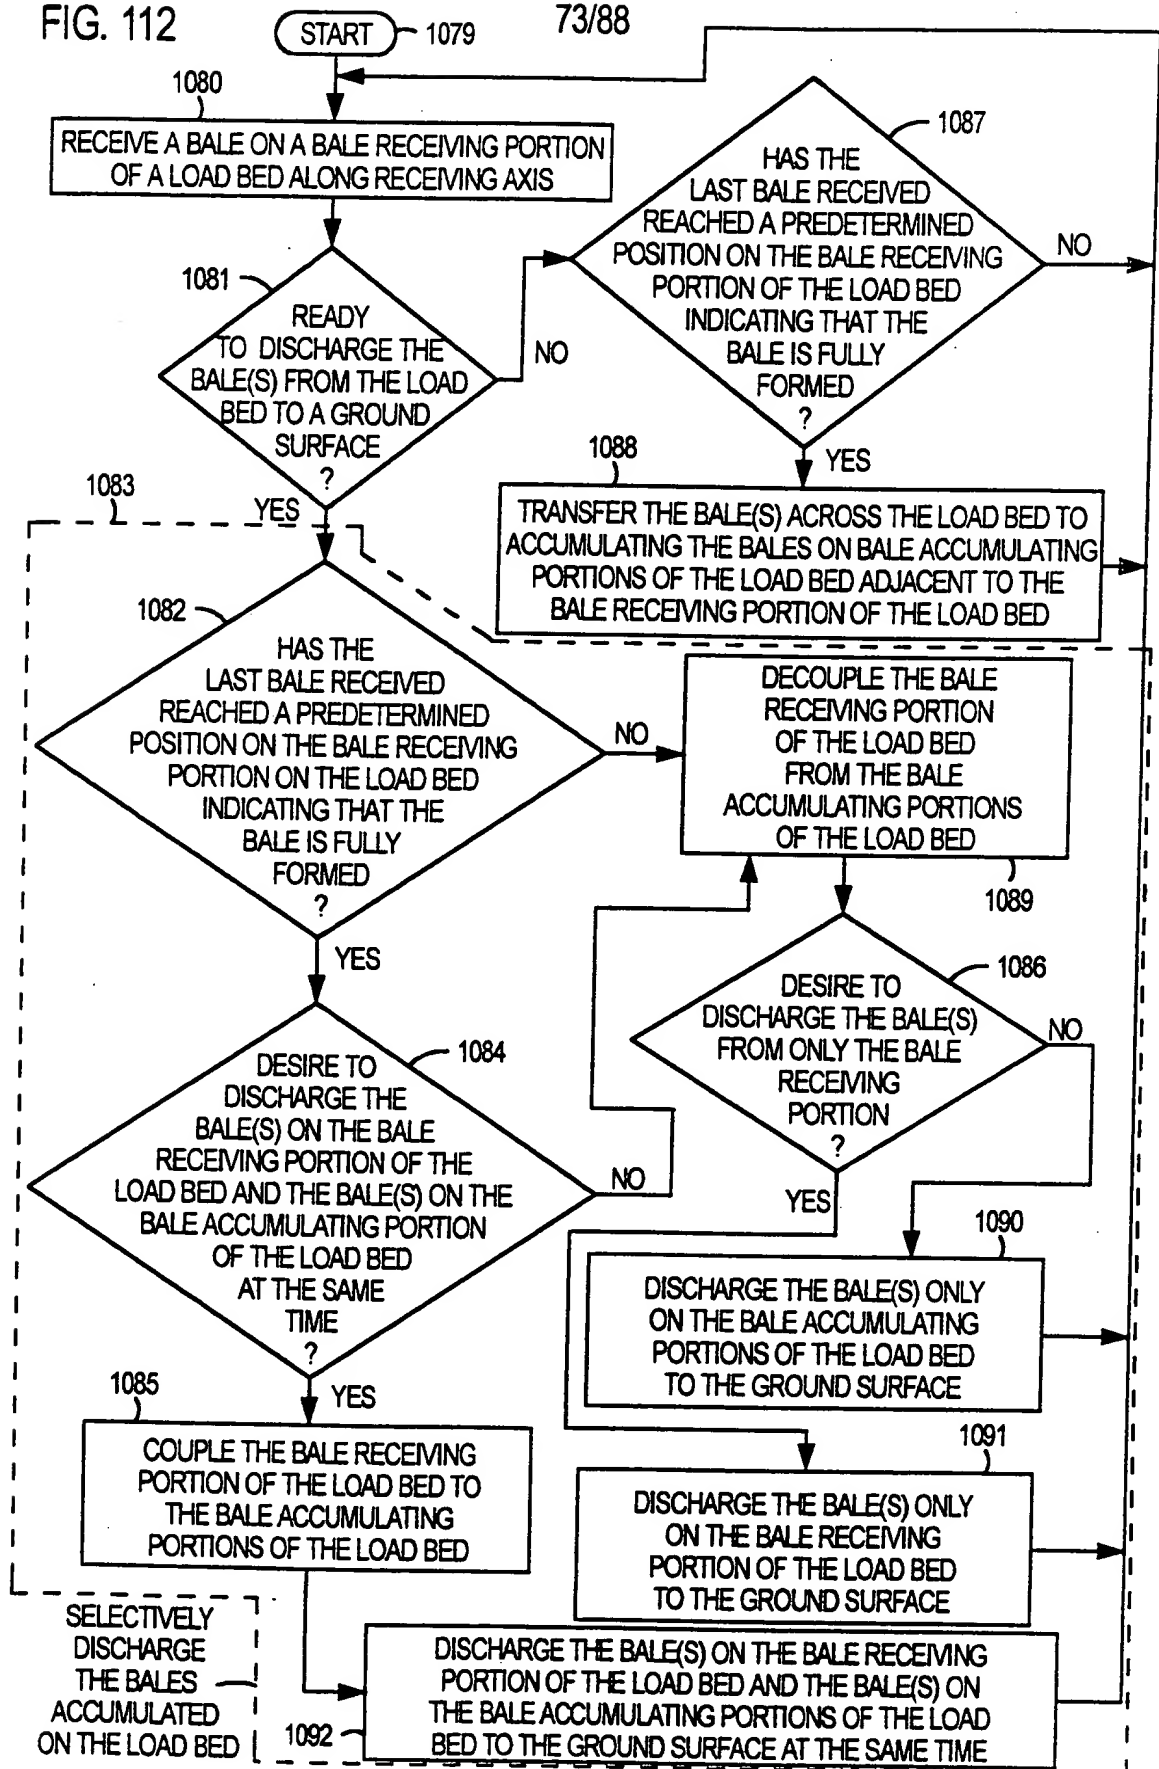 FIG. 112
73/88
START
1079
1080
RECEIVE A BALE ON A BALE RECEIVING PORTION
OF A LOAD BED ALONG RECEIVING AXIS
1081
READY
TO DISCHARGE THE
BALE(S) FROM THE LOAD
BED TO A GROUND
SURFACE
?
NO
YES
1087
HAS THE
LAST BALE RECEIVED
REACHED A PREDETERMINED
POSITION ON THE BALE RECEIVING
PORTION OF THE LOAD BED
INDICATING THAT THE
BALE IS FULLY
FORMED
?
NO
YES
1088
TRANSFER THE BALE(S) ACROSS THE LOAD BED TO
ACCUMULATING THE BALES ON BALE ACCUMULATING
PORTIONS OF THE LOAD BED ADJACENT TO THE
BALE RECEIVING PORTION OF THE LOAD BED
1083
1082
HAS THE
LAST BALE RECEIVED
REACHED A PREDETERMINED
POSITION ON THE BALE RECEIVING
PORTION ON THE LOAD BED
INDICATING THAT THE
BALE IS FULLY
FORMED
?
NO
YES
DECOUPLE THE BALE
RECEIVING PORTION
OF THE LOAD BED
FROM THE BALE
ACCUMULATING PORTIONS
OF THE LOAD BED
1089
1084
DESIRE TO
DISCHARGE THE
BALE(S) ON THE BALE
RECEIVING PORTION OF THE
LOAD BED AND THE BALE(S) ON THE
BALE ACCUMULATING PORTION
OF THE LOAD BED
AT THE SAME
TIME
?
NO
YES
1086
DESIRE TO
DISCHARGE THE BALE(S)
FROM ONLY THE BALE
RECEIVING
PORTION
?
NO
YES
1090
DISCHARGE THE BALE(S) ONLY
ON THE BALE ACCUMULATING
PORTIONS OF THE LOAD BED
TO THE GROUND SURFACE
1085
COUPLE THE BALE RECEIVING
PORTION OF THE LOAD BED TO
THE BALE ACCUMULATING
PORTIONS OF THE LOAD BED
1091
DISCHARGE THE BALE(S) ONLY
ON THE BALE RECEIVING
PORTION OF THE LOAD BED
TO THE GROUND SURFACE
SELECTIVELY
DISCHARGE
THE BALES
ACCUMULATED
ON THE LOAD BED
1092
DISCHARGE THE BALE(S) ON THE BALE RECEIVING
PORTION OF THE LOAD BED AND THE BALE(S) ON
THE BALE ACCUMULATING PORTIONS OF THE LOAD
BED TO THE GROUND SURFACE AT THE SAME TIME